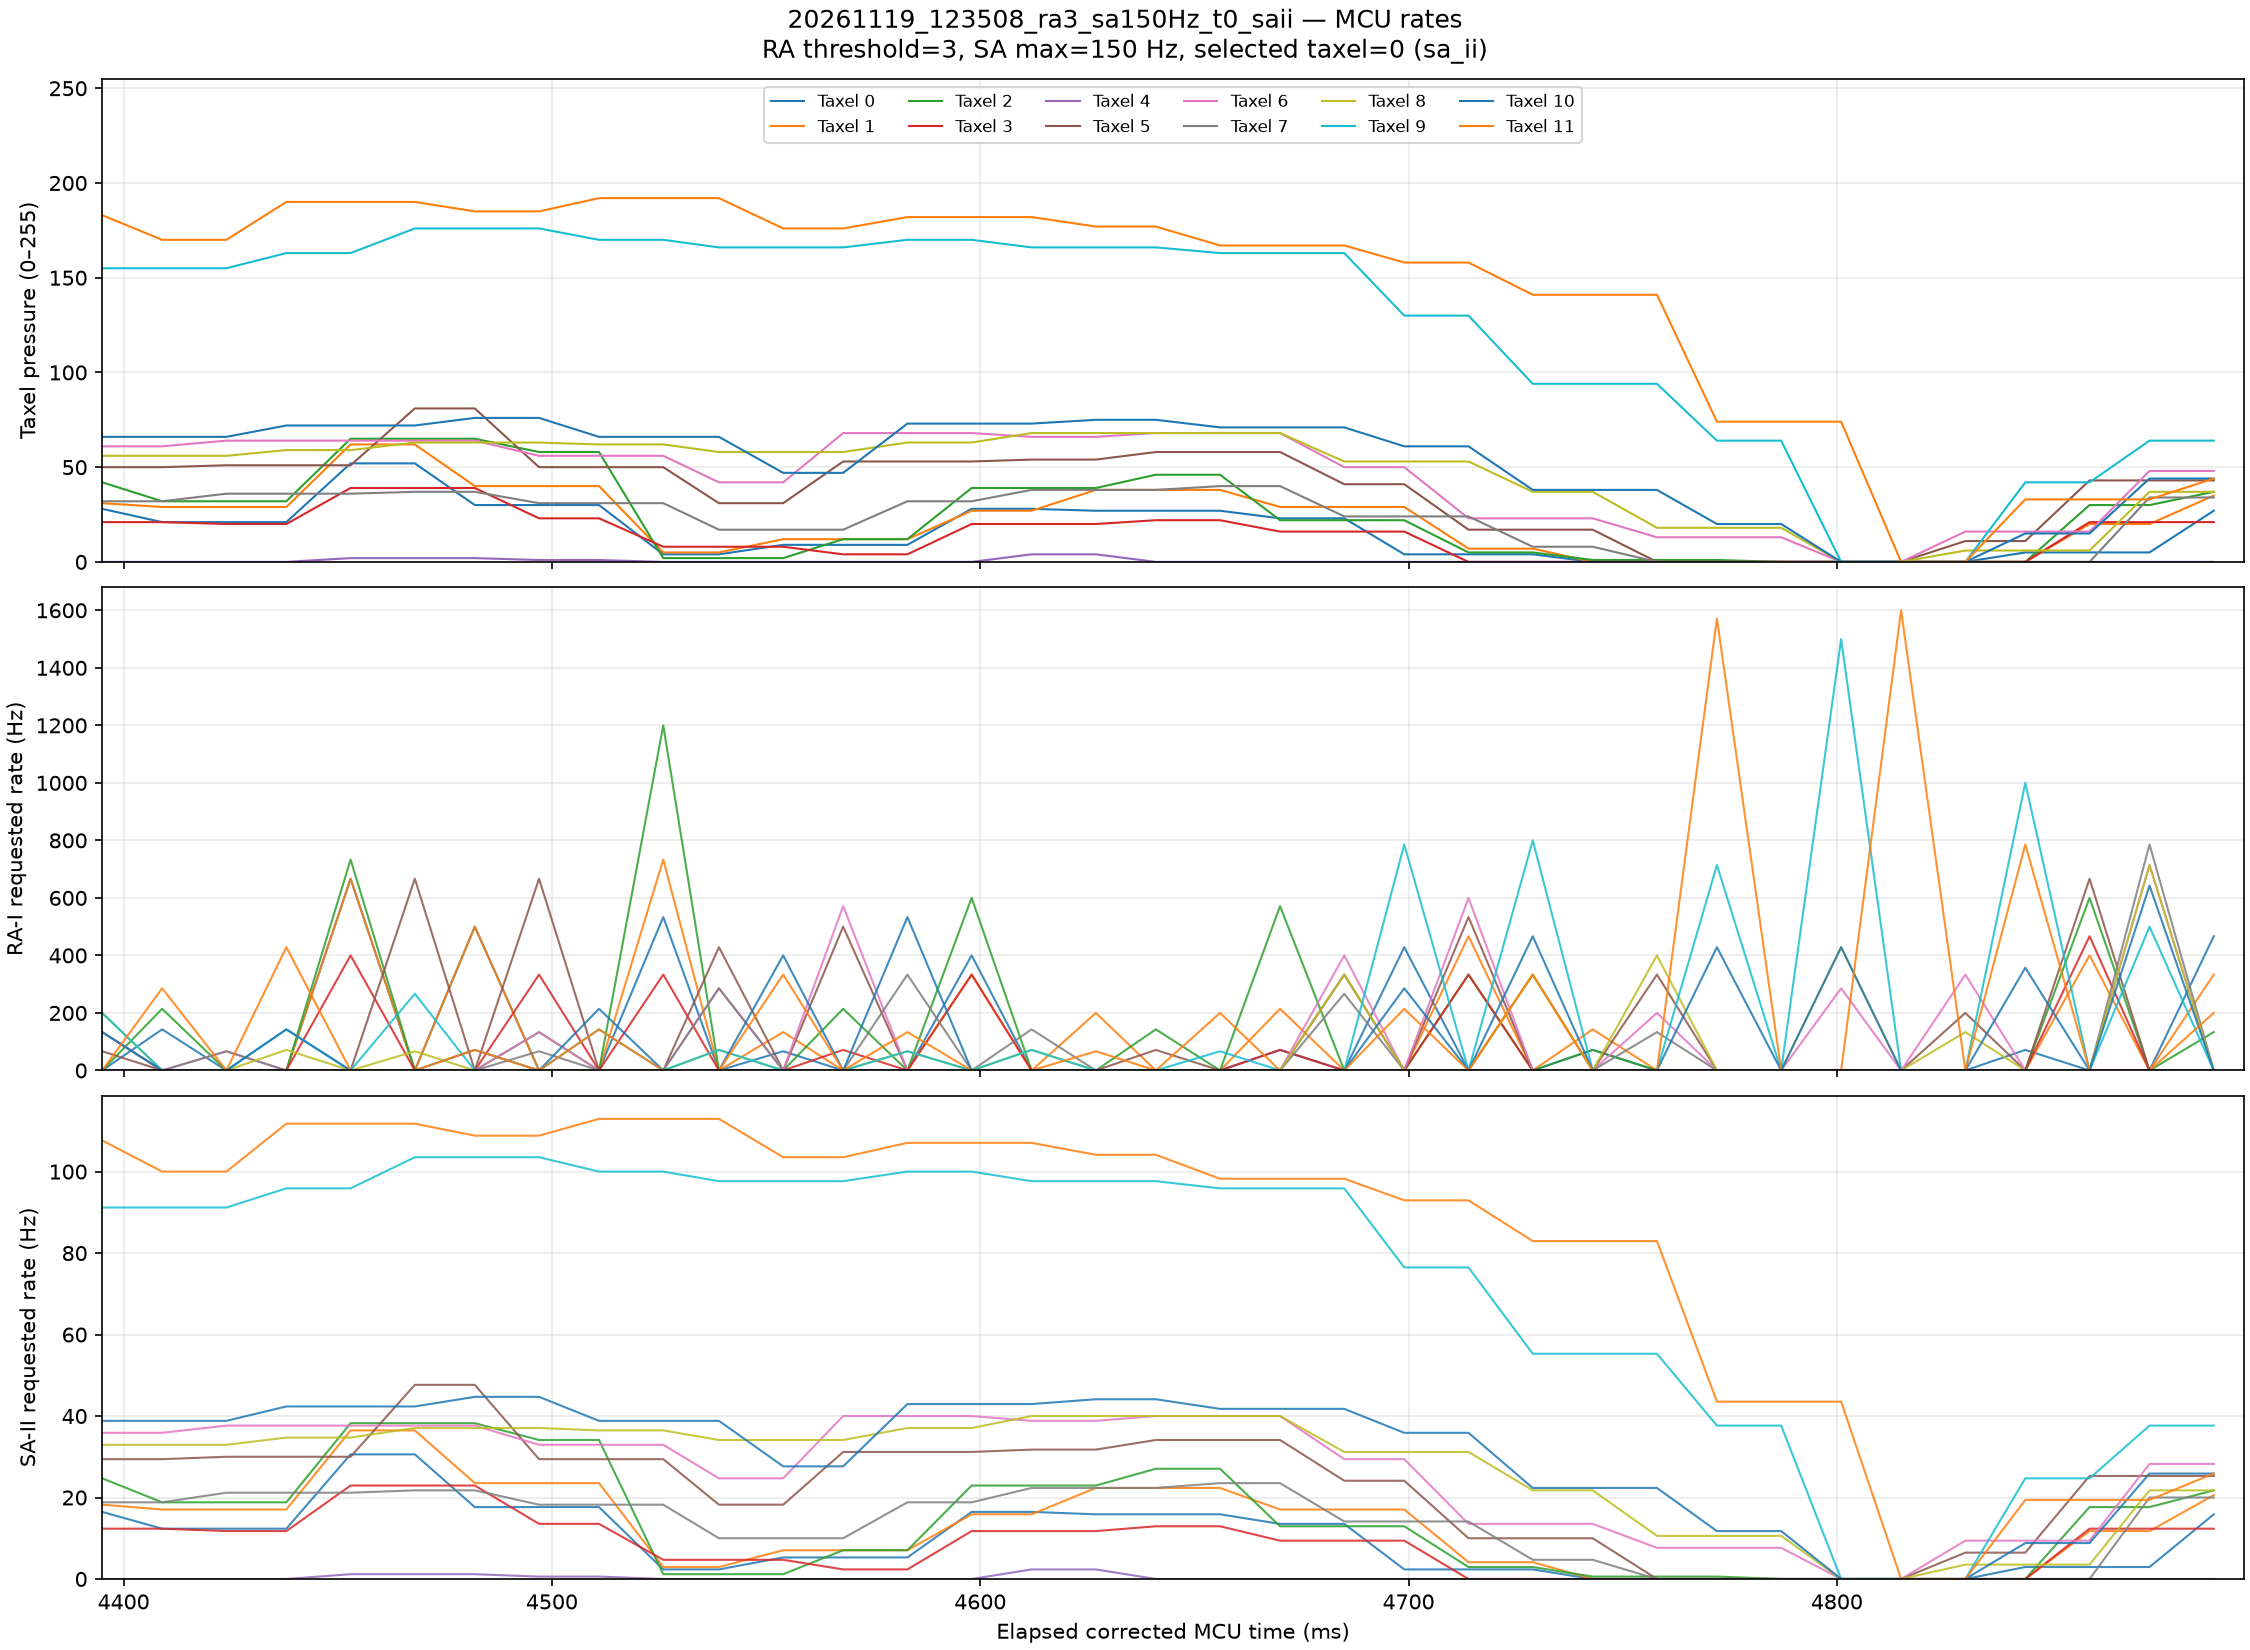 20261119_123508_ra3_sa150Hz_t0_saii — MCU rates
RA threshold=3, SA max=150 Hz, selected taxel=0 (sa_ii)
Taxel pressure (0–255)
250
200
150
100
50
0
Taxel 0
Taxel 1
Taxel 2
Taxel 3
Taxel 4
Taxel 5
Taxel 6
Taxel 7
Taxel 8
Taxel 9
Taxel 10
Taxel 11
RA-I requested rate (Hz)
1600
1400
1200
1000
800
600
400
200
0
SA-II requested rate (Hz)
100
80
60
40
20
0
4400
4500
4600
4700
4800
Elapsed corrected MCU time (ms)